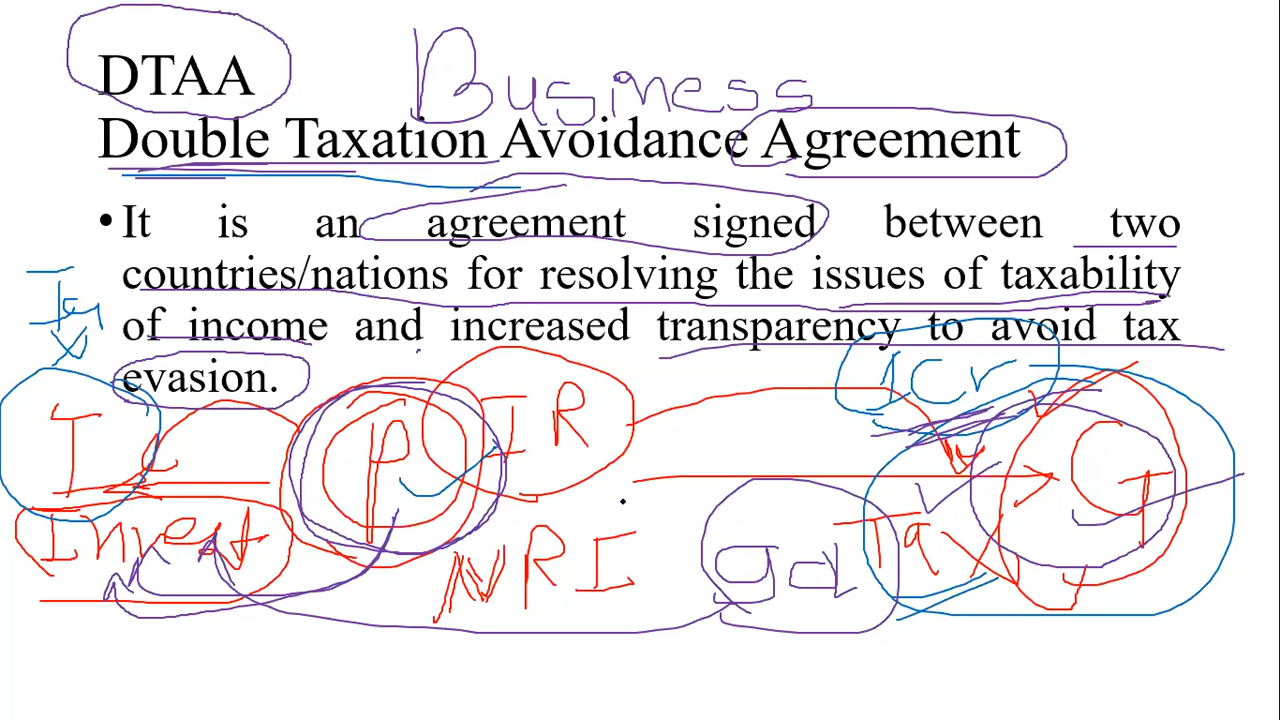 DTAA
Business
Double Taxation Avoidance Agreement
• It is an agreement signed between two
countries/nations for resolving the issues of taxability
of income and increased transparency to avoid tax
evasion.
1Cr
I P IR
Invest NRI Tax